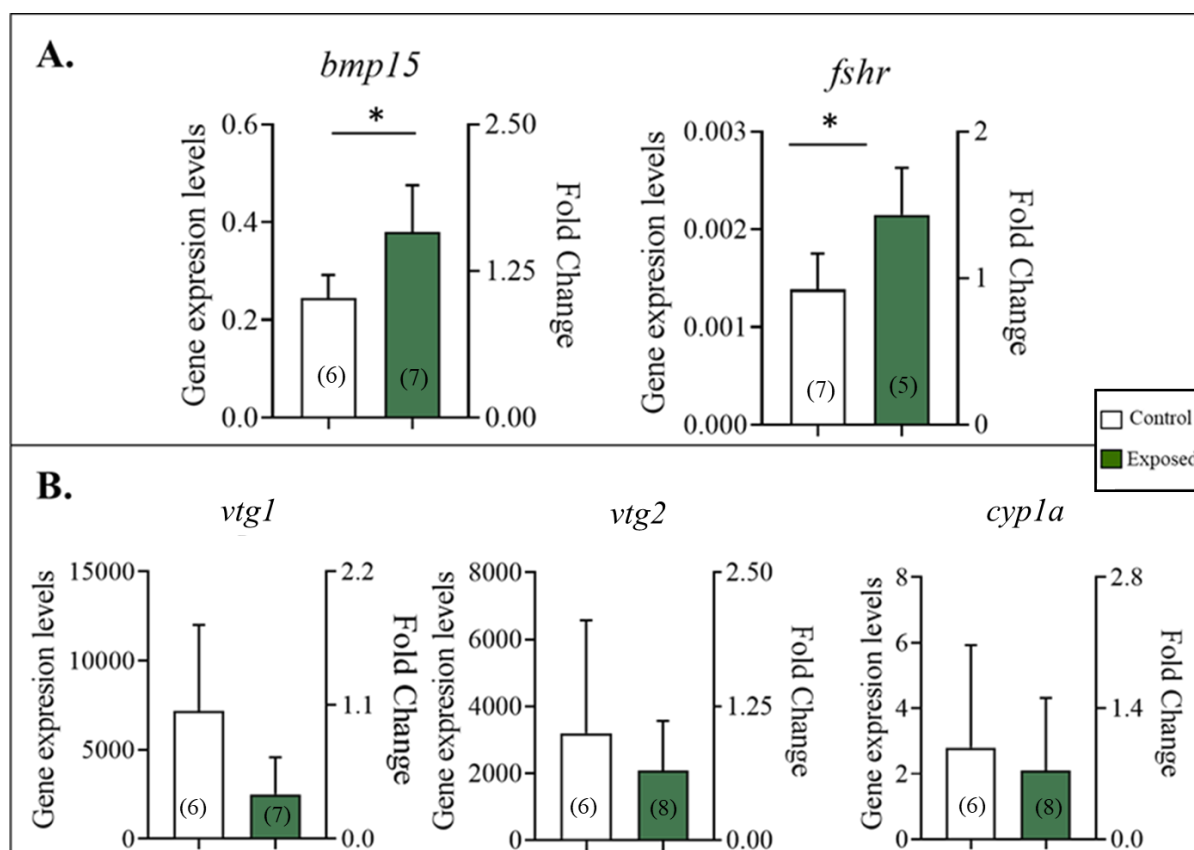 A.
bmp15
fshr
*
*
Gene expresion levels
0.6
0.4
0.2
0.0
2.50
1.25
0.00
Fold Change
(6)
(7)
Gene expression levels
0.003
0.002
0.001
0.000
2
1
0
Fold Change
(7)
(5)
Control
Exposed
B.
vtg1
vtg2
cyp1a
Gene expresion levels
15000
10000
5000
0
2.2
1.1
0.0
Fold Change
(6)
(7)
Gene expression levels
8000
6000
4000
2000
0
2.50
1.25
0.00
Fold Change
(6)
(8)
Gene expresion levels
8
6
4
2
0
2.8
1.4
0.0
Fold Change
(6)
(8)